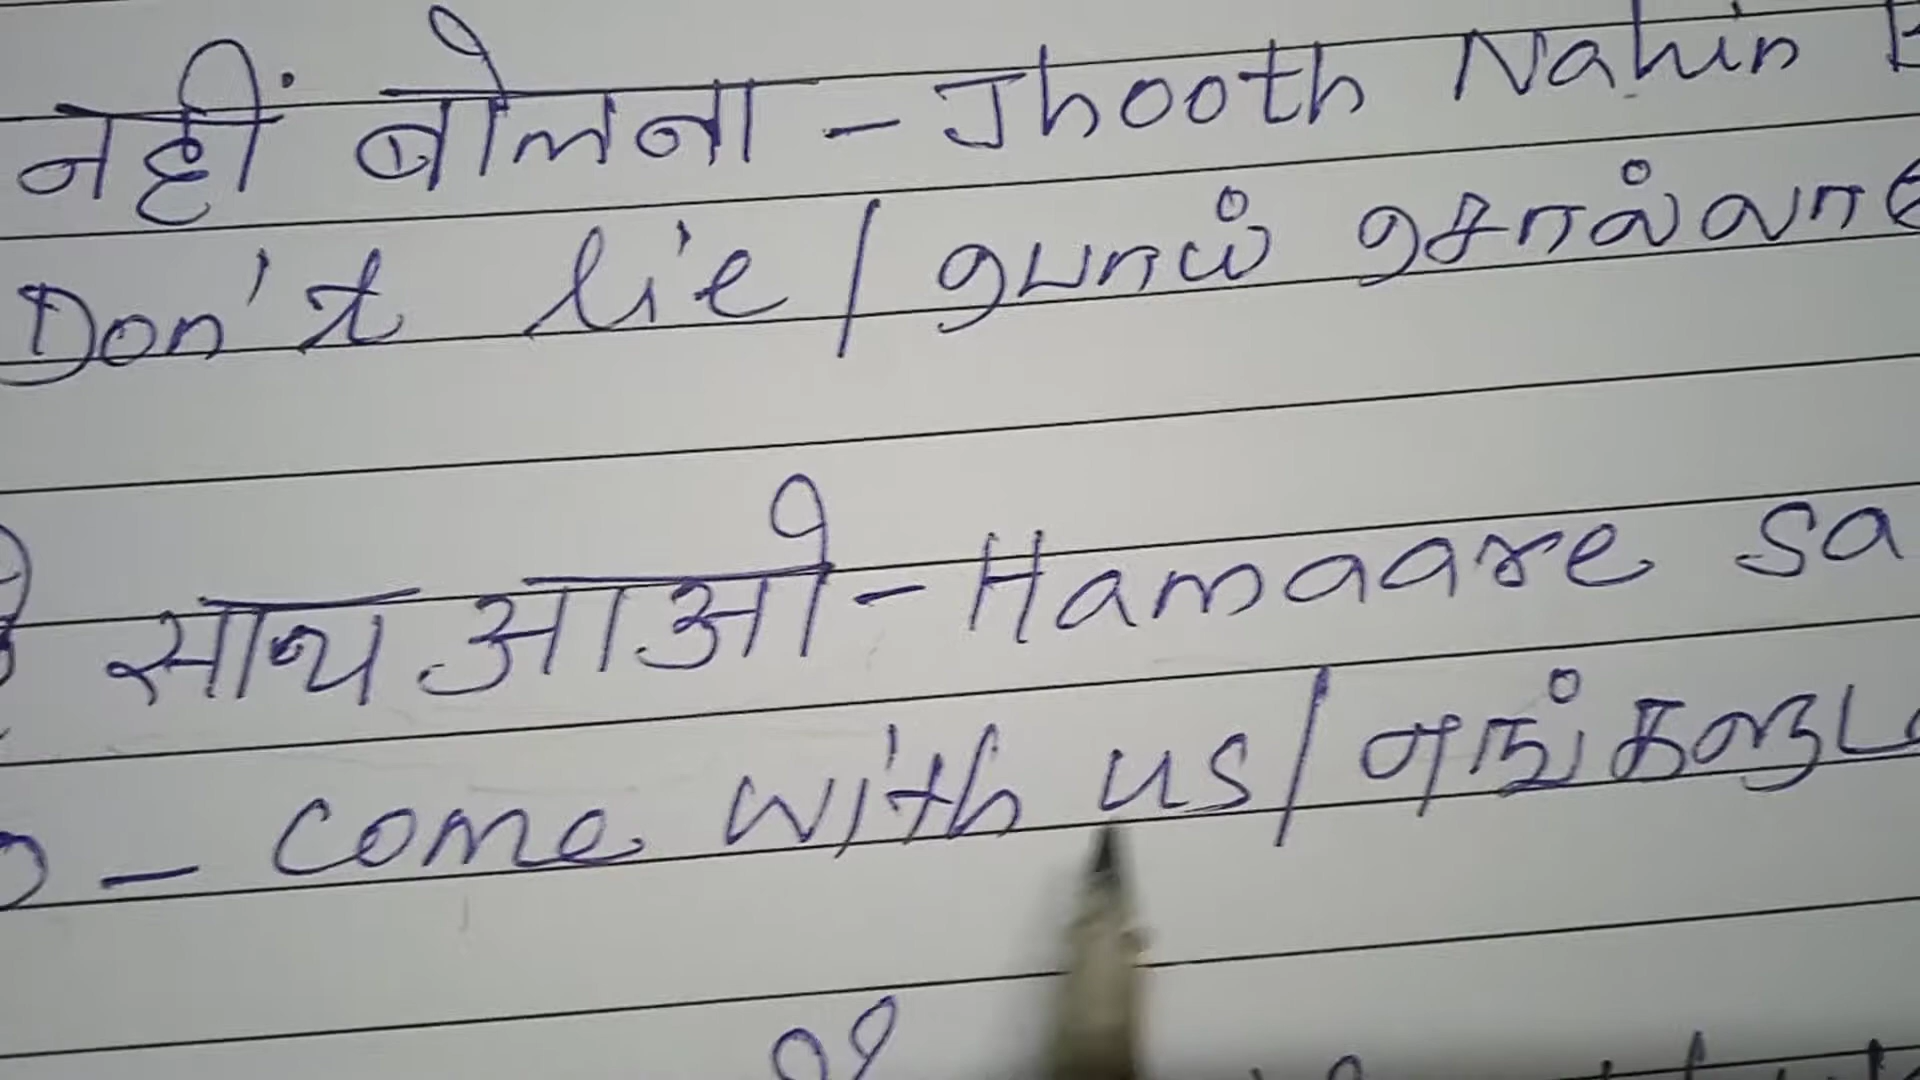 नहीं बोलना - Jhooth Nahin
Don't lie / பொய் சொல்லா
साथ आओ - Hamaare sa
- come with us / எங்களுட